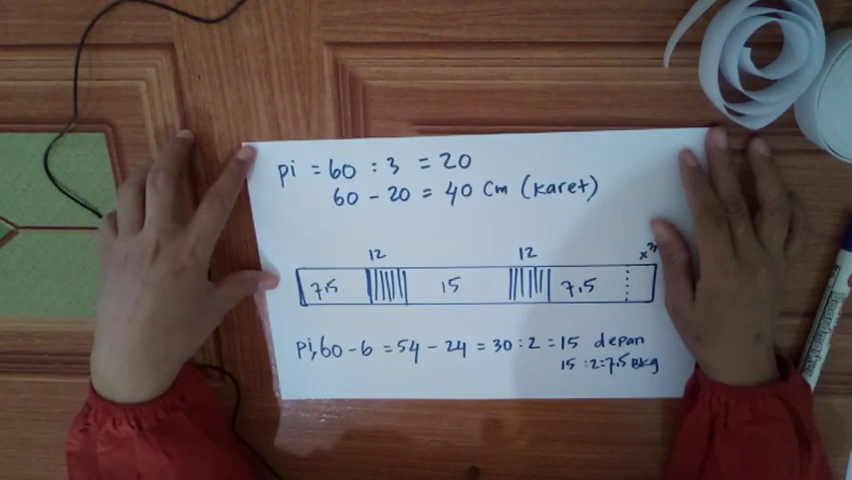 pi = 60 : 3 = 20
60 - 20 = 40 Cm (karet)
12 12
7,5 15 7,5
pi, 60 - 6 = 54 - 24 = 30 : 2 = 15 depan
15 : 2 = 7,5 Bkg